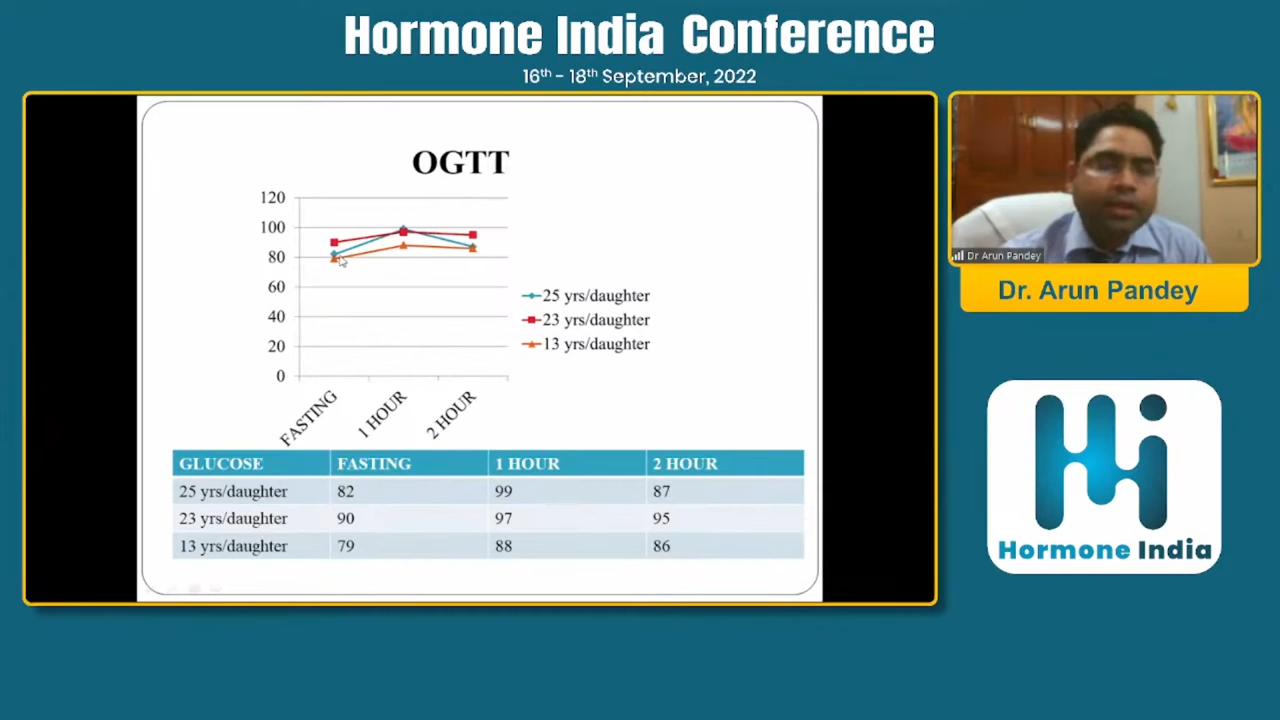 Hormone India Conference
16th - 18th September, 2022
OGTT
120
100
80
60
40
20
0
FASTING
1 HOUR
2 HOUR
25 yrs/daughter
23 yrs/daughter
13 yrs/daughter
GLUCOSE FASTING 1 HOUR 2 HOUR
25 yrs/daughter 82 99 87
23 yrs/daughter 90 97 95
13 yrs/daughter 79 88 86
Dr Arun Pandey
Dr. Arun Pandey
Hi
Hormone India